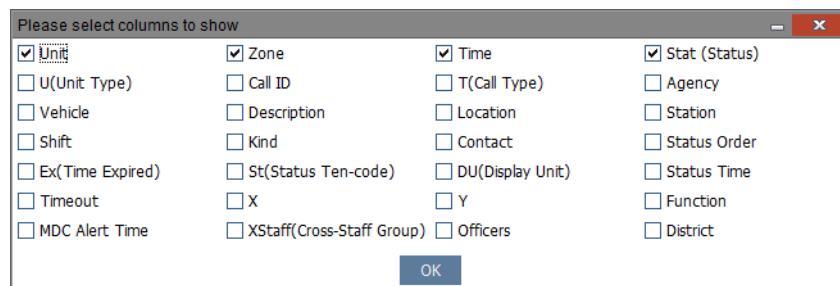 Please select columns to show
Unit Zone Time Stat (Status)
U(Unit Type) Call ID T(Call Type) Agency
Vehicle Description Location Station
Shift Kind Contact Status Order
Ex(Time Expired) St(Status Ten-code) DU(Display Unit) Status Time
Timeout X Y Function
MDC Alert Time XStaff(Cross-Staff Group) Officers District
OK